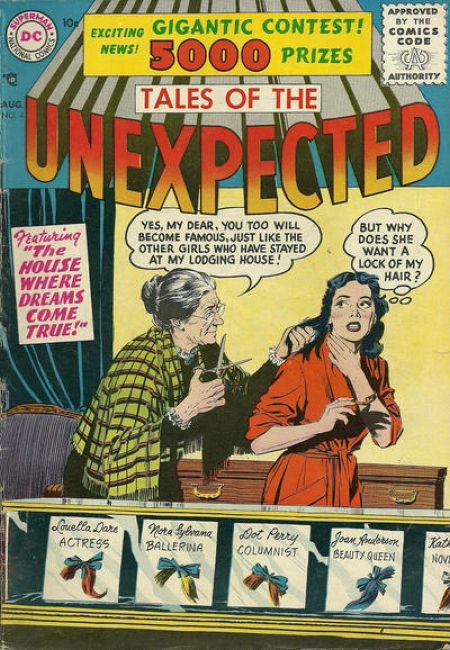 SUPERMAN
DC
NATIONAL COMICS
10¢
AUG.
NO. 4
EXCITING
NEWS!
GIGANTIC CONTEST!
5000 PRIZES
APPROVED
BY THE
COMICS
CODE
CA
AUTHORITY
TALES OF THE
UNEXPECTED
Featuring
"The
HOUSE
WHERE
DREAMS
COME
TRUE!"
YES, MY DEAR, YOU TOO WILL
BECOME FAMOUS, JUST LIKE THE
OTHER GIRLS WHO HAVE STAYED
AT MY LODGING HOUSE!
BUT WHY
DOES SHE
WANT A
LOCK OF MY
HAIR?
Louella Dare
ACTRESS
Nora Sylvana
BALLERINA
Dot Perry
COLUMNIST
Joan Anderson
BEAUTY QUEEN
Kath
NOV